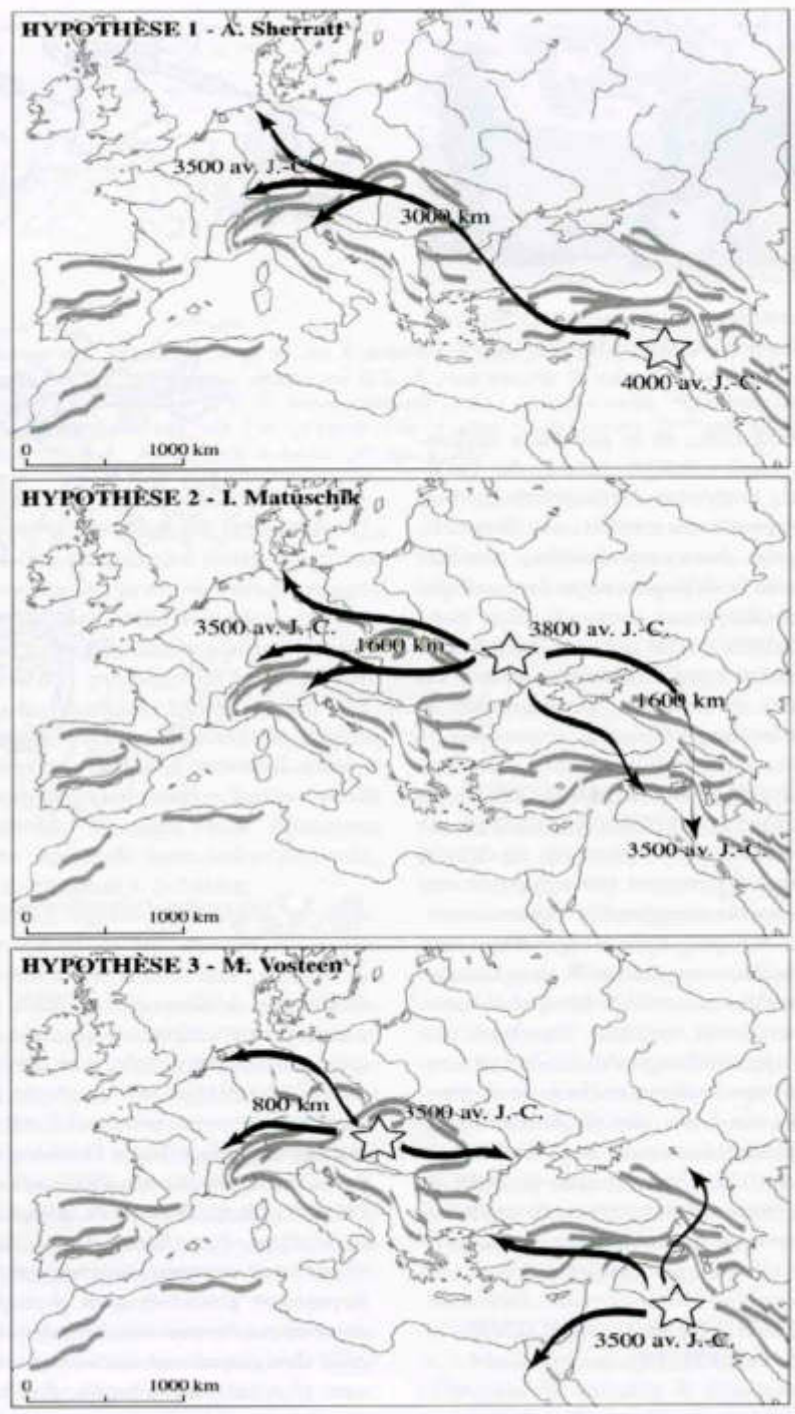 HYPOTHÈSE 1 - A. Sherratt
3500 av. J.-C.
3000 km
4000 av. J.-C.
0 1000 km
HYPOTHÈSE 2 - I. Matuschik
3500 av. J.-C.
1600 km
3800 av. J.-C.
1600 km
3500 av. J.-C.
0 1000 km
HYPOTHÈSE 3 - M. Vosteen
800 km
3500 av. J.-C.
3500 av. J.-C.
0 1000 km